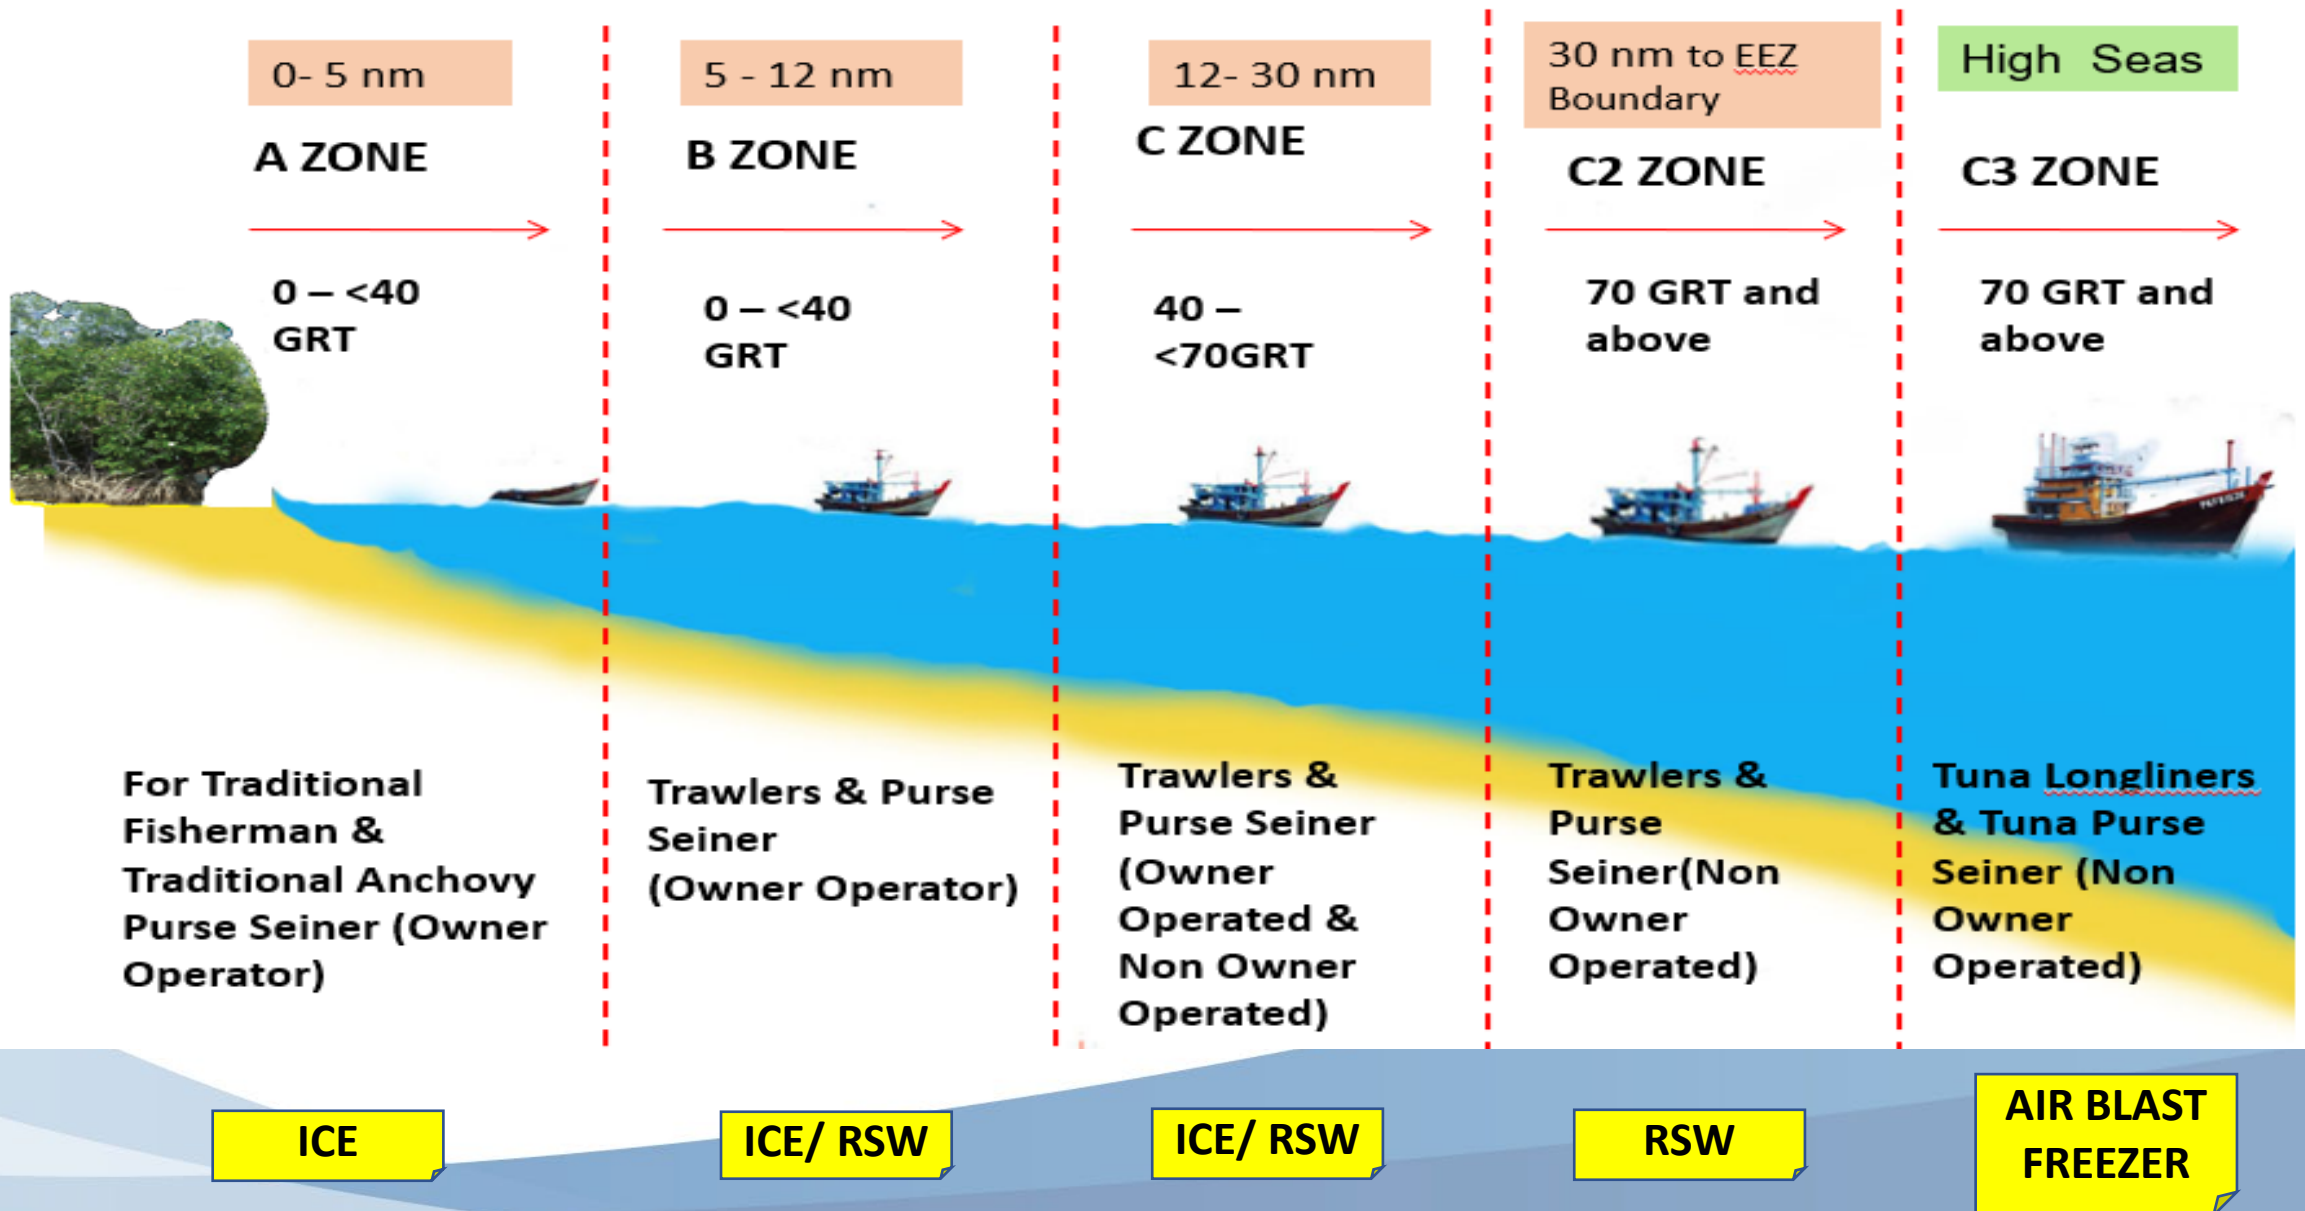 0- 5 nm
A ZONE
0 – <40
GRT
For Traditional
Fisherman &
Traditional Anchovy
Purse Seiner (Owner
Operator)
ICE
5 - 12 nm
B ZONE
0 – <40
GRT
Trawlers & Purse
Seiner
(Owner Operator)
ICE/ RSW
12- 30 nm
C ZONE
40 –
<70GRT
Trawlers &
Purse Seiner
(Owner
Operated &
Non Owner
Operated)
ICE/ RSW
30 nm to EEZ
Boundary
C2 ZONE
70 GRT and
above
Trawlers &
Purse
Seiner(Non
Owner
Operated)
RSW
High Seas
C3 ZONE
70 GRT and
above
Tuna Longliners
& Tuna Purse
Seiner (Non
Owner
Operated)
AIR BLAST
FREEZER